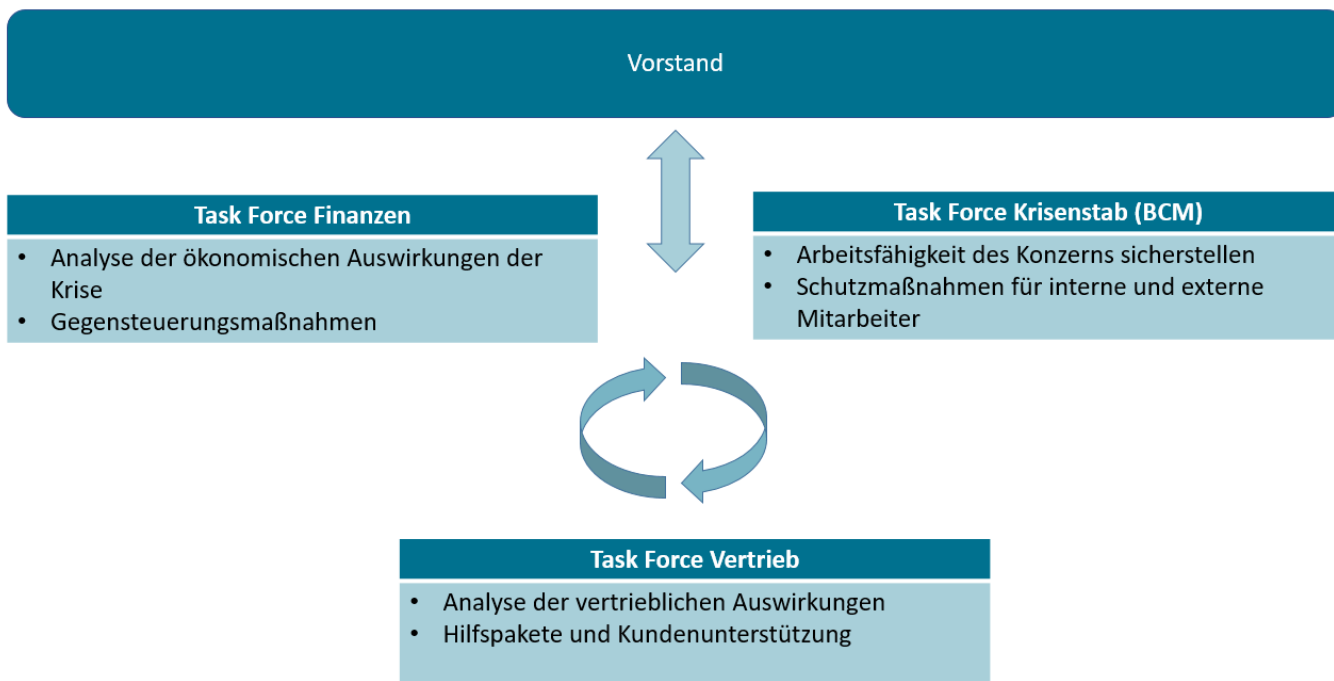 Vorstand
Task Force Finanzen
• Analyse der ökonomischen Auswirkungen der
Krise
• Gegensteuerungsmaßnahmen
Task Force Krisenstab (BCM)
• Arbeitsfähigkeit des Konzerns sicherstellen
• Schutzmaßnahmen für interne und externe
Mitarbeiter
Task Force Vertrieb
• Analyse der vertrieblichen Auswirkungen
• Hilfspakete und Kundenunterstützung